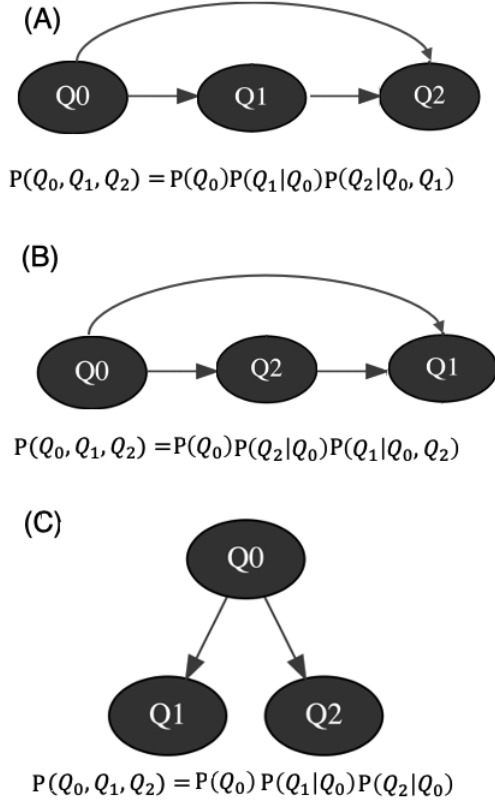 (A)
Q0 Q1 Q2
P(Q₀, Q₁, Q₂) = P(Q₀)P(Q₁|Q₀)P(Q₂|Q₀, Q₁)
(B)
Q0 Q2 Q1
P(Q₀, Q₁, Q₂) =P(Q₀)P(Q₂|Q₀)P(Q₁|Q₀, Q₂)
(C)
Q0
Q1 Q2
P(Q₀, Q₁, Q₂) = P(Q₀) P(Q₁|Q₀)P(Q₂|Q₀)